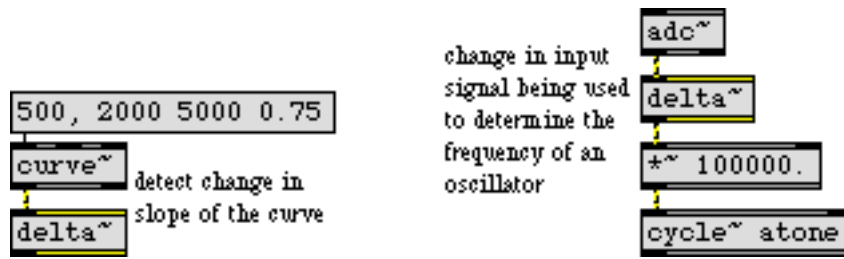 500, 2000 5000 0.75
curve~
detect change in
slope of the curve
delta~
adc~
change in input
signal being used
to determine the
frequency of an
oscillator
delta~
*~ 100000.
cycle~ atone